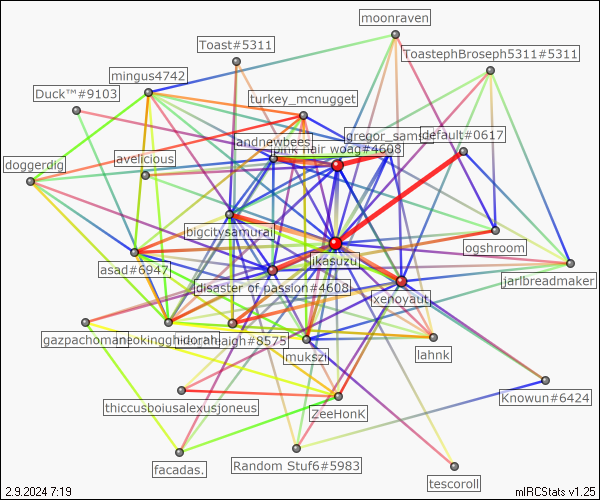 moonraven
Toast#5311
ToastephBroseph5311#5311
mingus4742
Duck™#9103
turkey_mcnugget
andnewbees
gregor_sams
default#0617
pink hair woag#4608
avelicious
doggerdig
bigcitysamurai
ogshroom
jikasuzu
asad#6947
jarlbreadmaker
disaster of passion#4608
xenoyaut
gazpachoman
eokingghidorah
#8575
mukszi
lahnk
Knowun#6424
thiccusboiusalexusjoneus
ZeeHonK
facadas.
Random Stuf6#5983
tescoroll
2.9.2024 7:19
mIRCStats v1.25